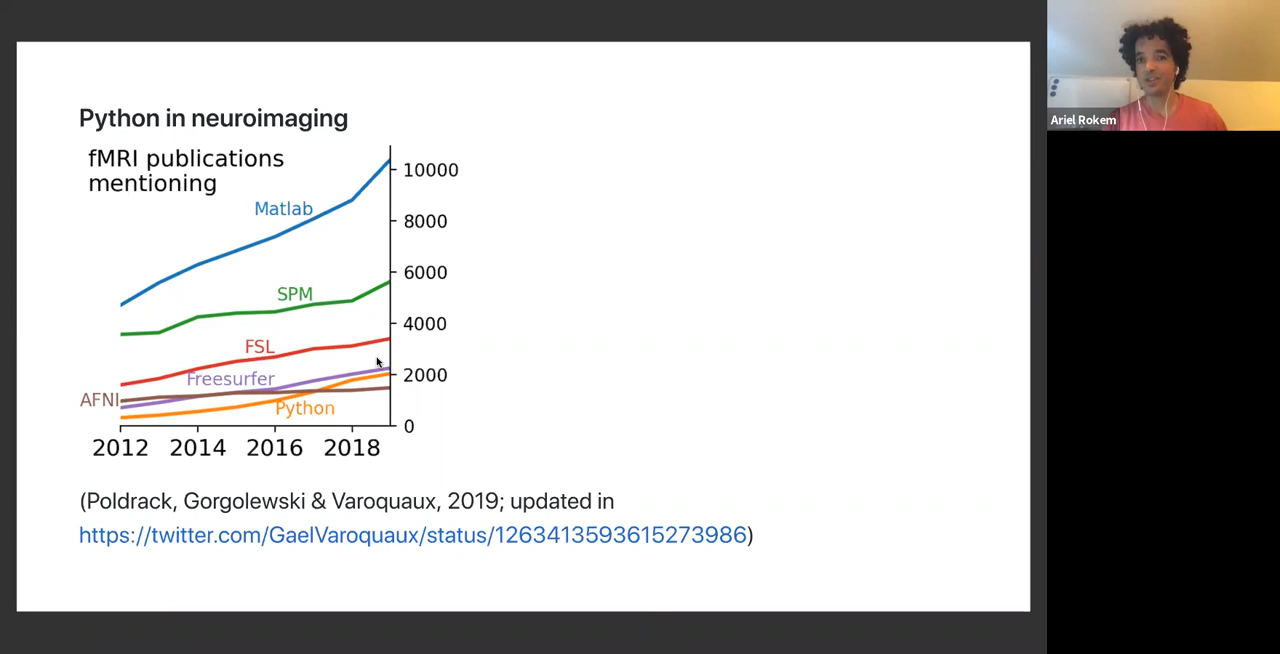 Python in neuroimaging
fMRI publications
mentioning
Matlab
SPM
FSL
Freesurfer
AFNI
Python
10000
8000
6000
4000
2000
0
2012 2014 2016 2018
(Poldrack, Gorgolewski & Varoquaux, 2019; updated in
https://twitter.com/GaelVaroquaux/status/1263413593615273986)
Ariel Rokem